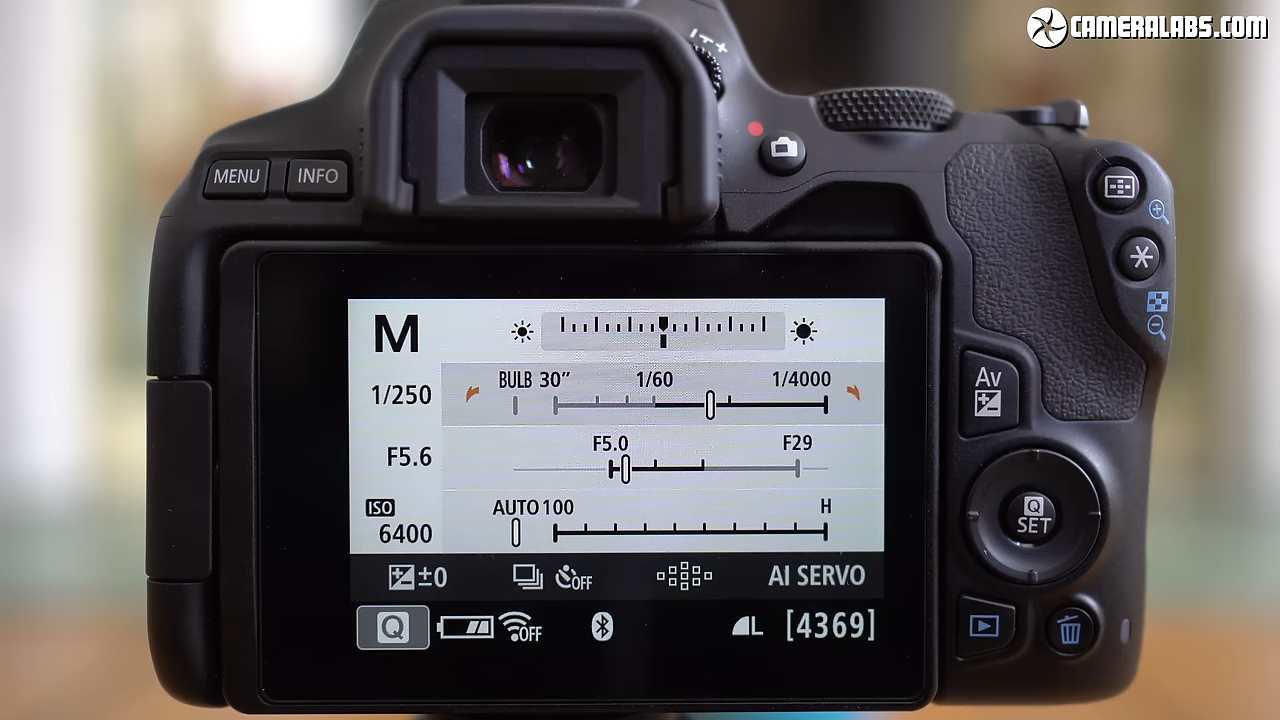 CAMERALABS.COM
MENU INFO
M
1/250 BULB 30” 1/60 1/4000
F5.6 F5.0 F29
ISO 6400 AUTO 100 H
±0 OFF AI SERVO
Q OFF L [4369]
Av
Q
SET